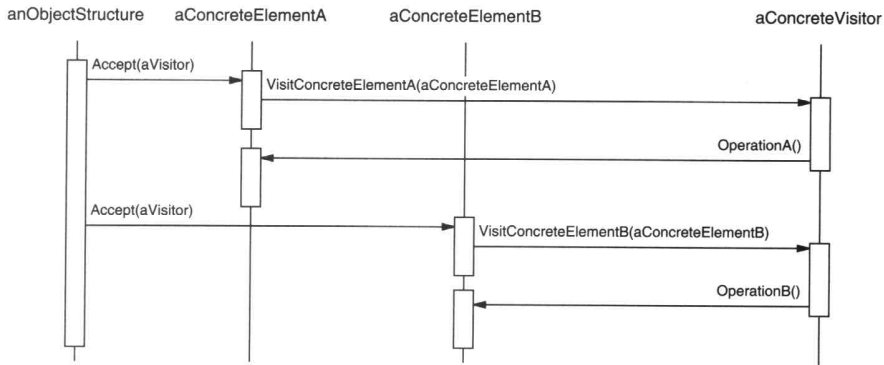 anObjectStructure aConcreteElementA aConcreteElementB aConcreteVisitor
Accept(aVisitor)
VisitConcreteElementA(aConcreteElementA)
OperationA()
Accept(aVisitor)
VisitConcreteElementB(aConcreteElementB)
OperationB()